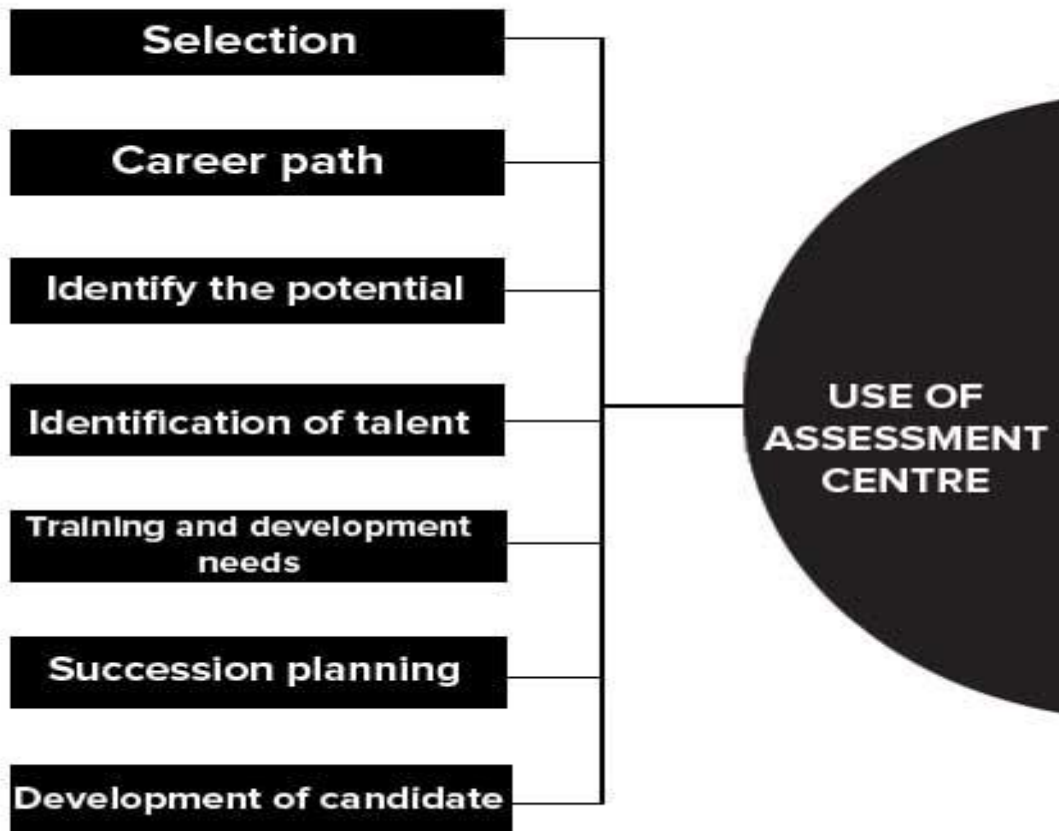 Selection
Career path
Identify the potential
Identification of talent
Training and development
needs
Succession planning
Development of candidate
USE OF
ASSESSMENT
CENTRE